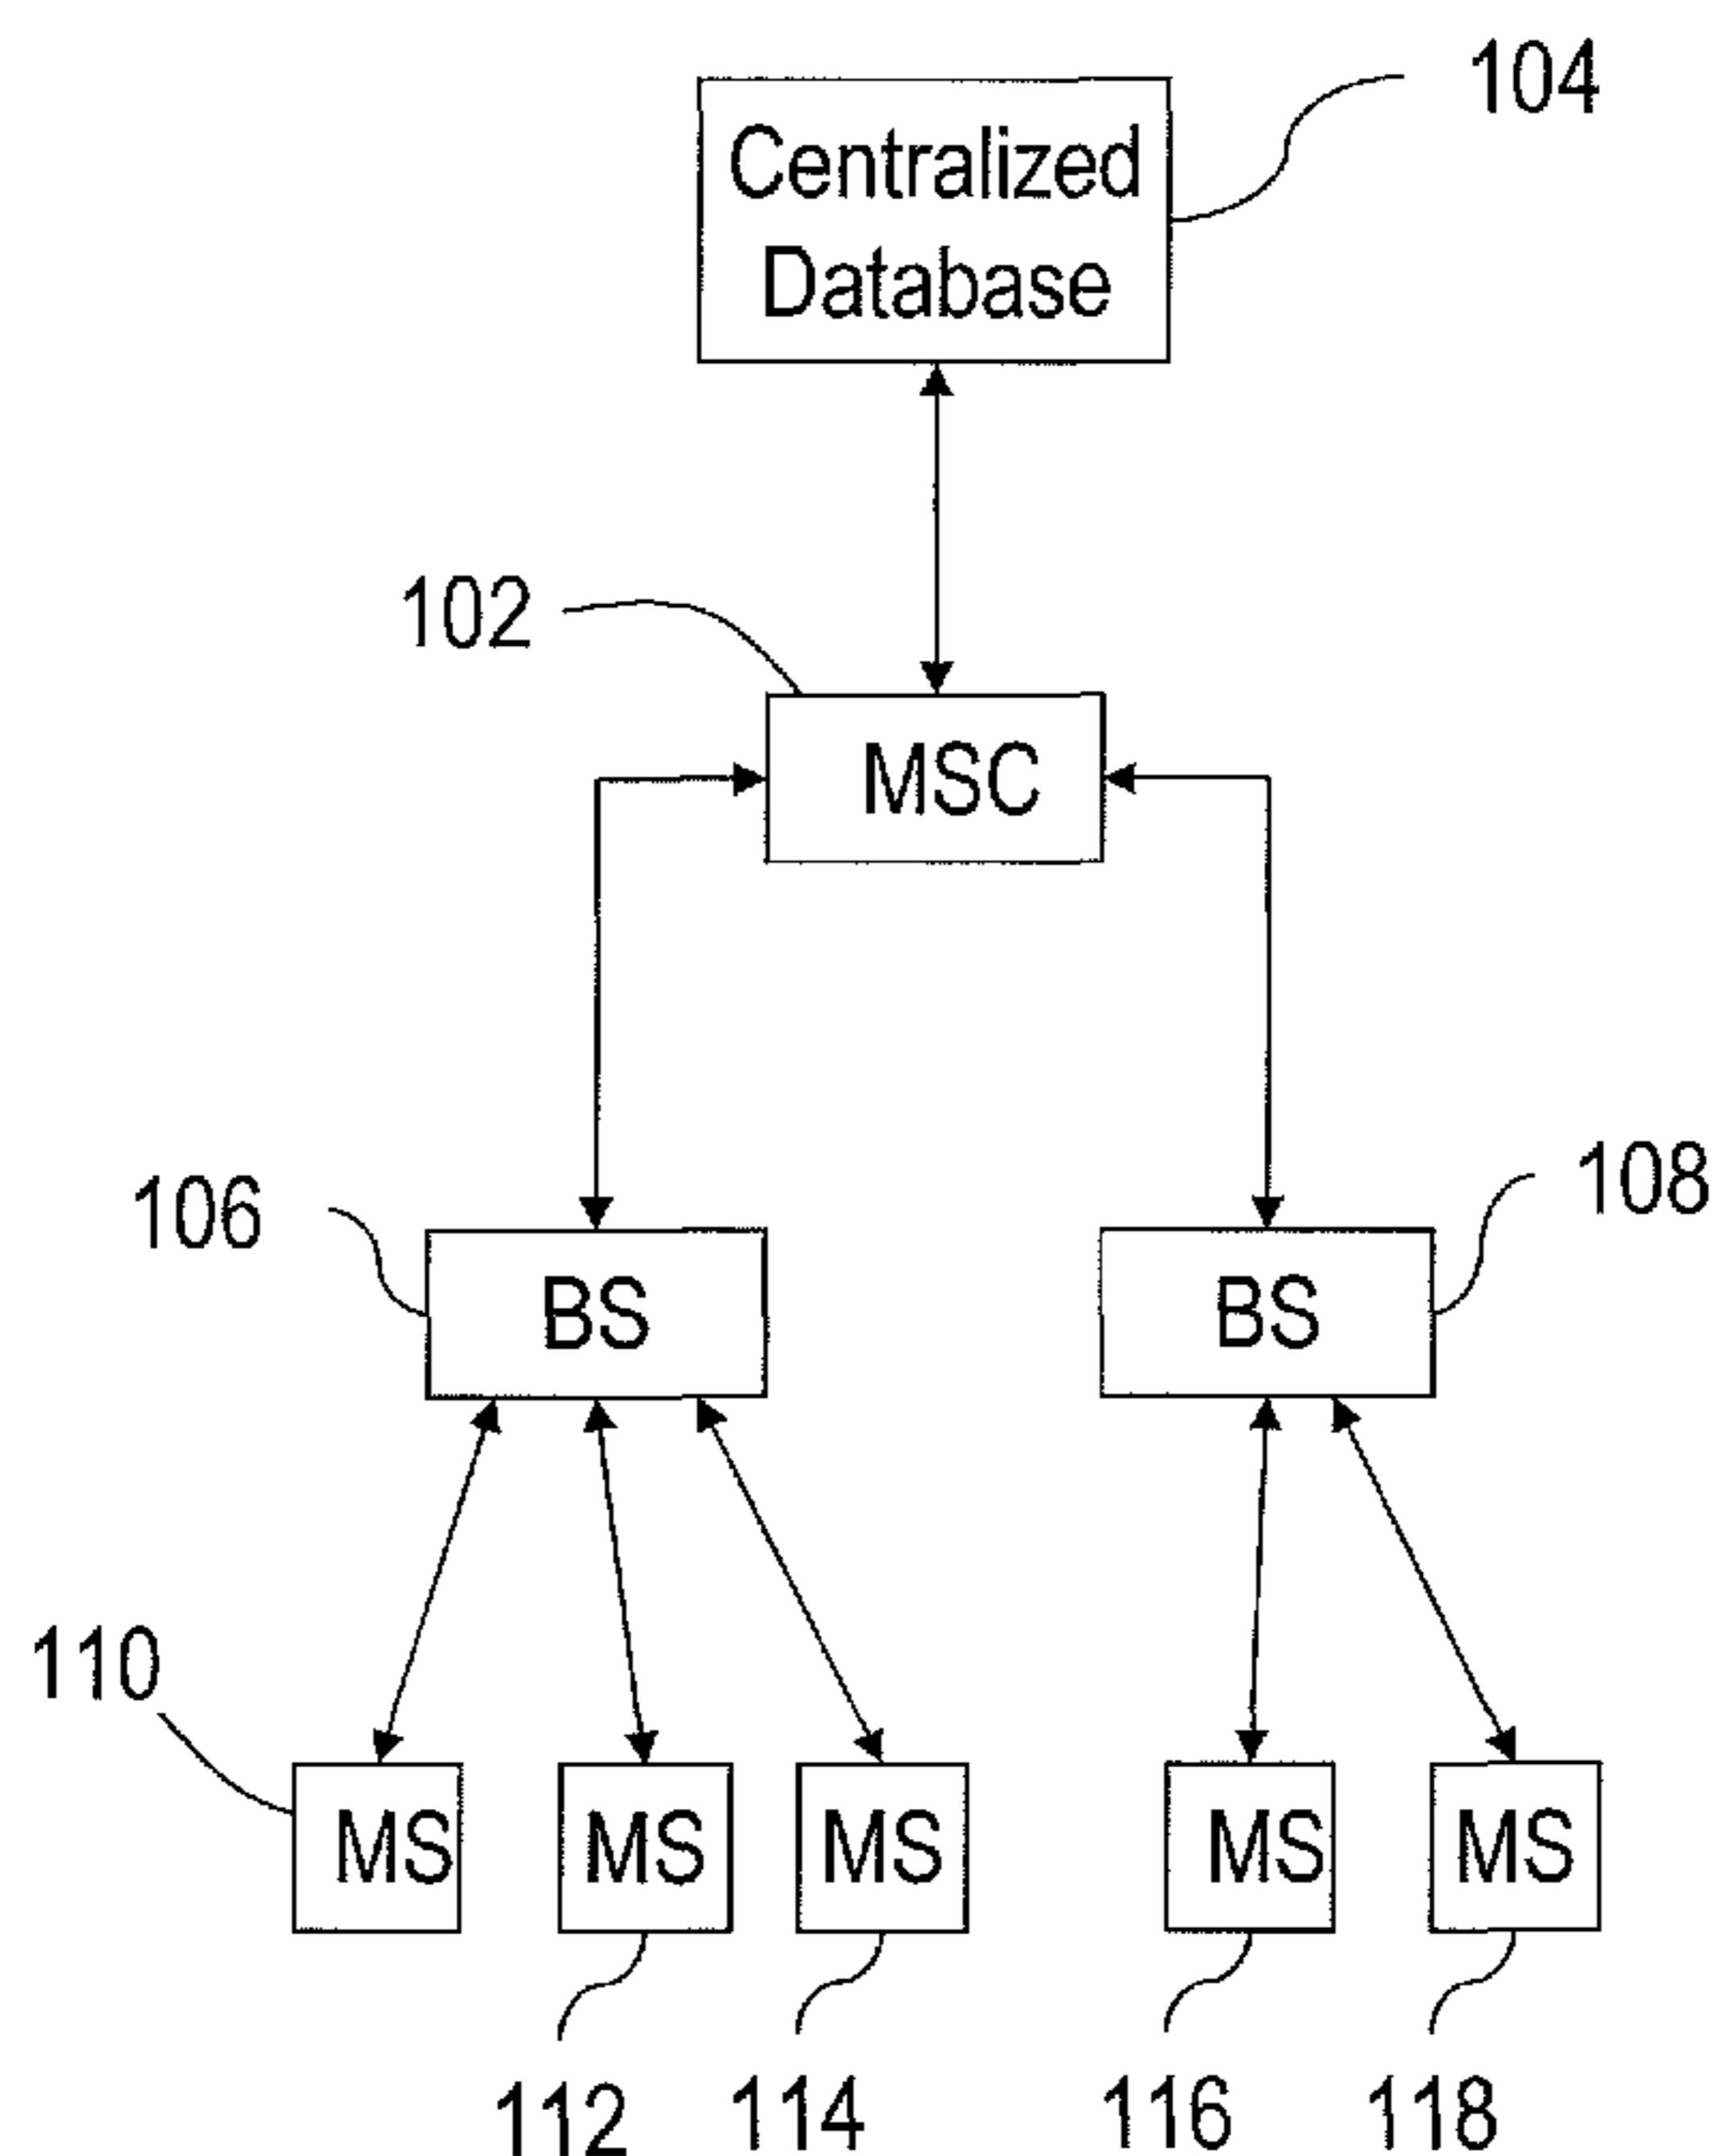 104
Centralized
Database
102
MSC
106
108
BS
BS
110
MS
MS
MS
MS
MS
112
114
116
118